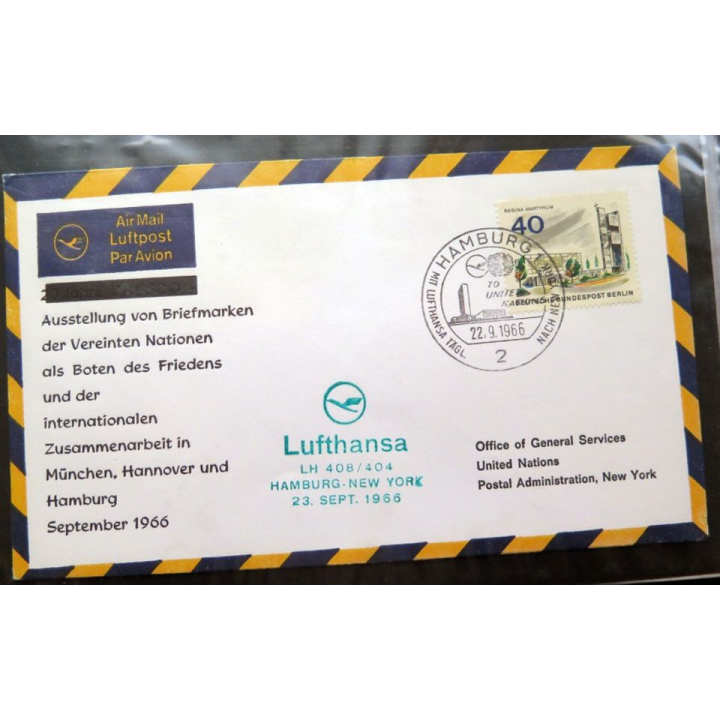 Air Mail
Luftpost
Par Avion
Ausstellung von Briefmarken
der Vereinten Nationen
als Boten des Friedens
und der
internationalen
Zusammenarbeit in
München, Hannover und
Hamburg
September 1966
REGINA MARTYRUM
40
DEUTSCHE BUNDESPOST BERLIN
HAMBURG
TO
UNITED
MIT LUFTHANSA TÄGL.
NACH NEW
22.9.1966
2
Lufthansa
LH 408/404
HAMBURG-NEW YORK
23. SEPT. 1966
Office of General Services
United Nations
Postal Administration, New York